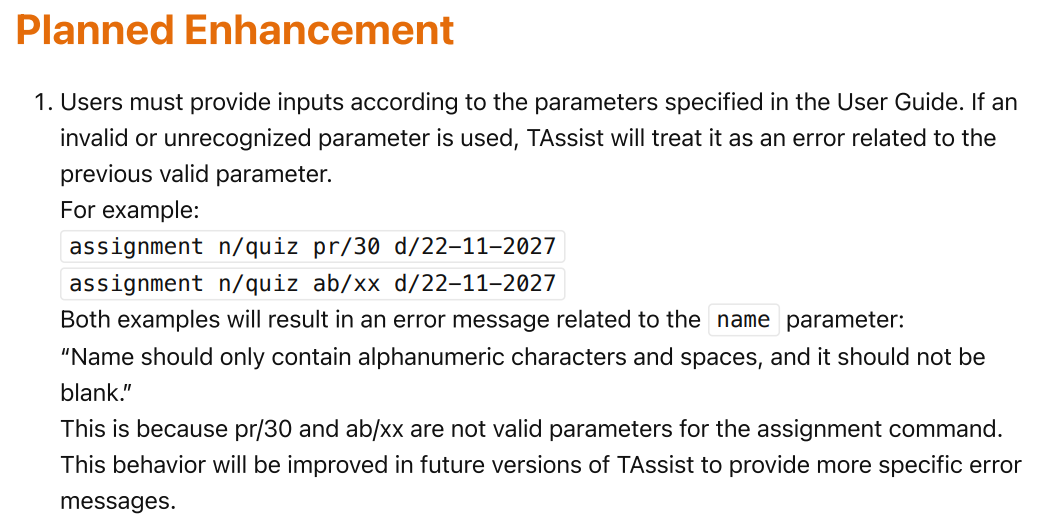 Planned Enhancement
1. Users must provide inputs according to the parameters specified in the User Guide. If an
invalid or unrecognized parameter is used, TAssist will treat it as an error related to the
previous valid parameter.
For example:
assignment n/quiz pr/30 d/22-11-2027
assignment n/quiz ab/xx d/22-11-2027
Both examples will result in an error message related to the name parameter:
“Name should only contain alphanumeric characters and spaces, and it should not be
blank.”
This is because pr/30 and ab/xx are not valid parameters for the assignment command.
This behavior will be improved in future versions of TAssist to provide more specific error
messages.